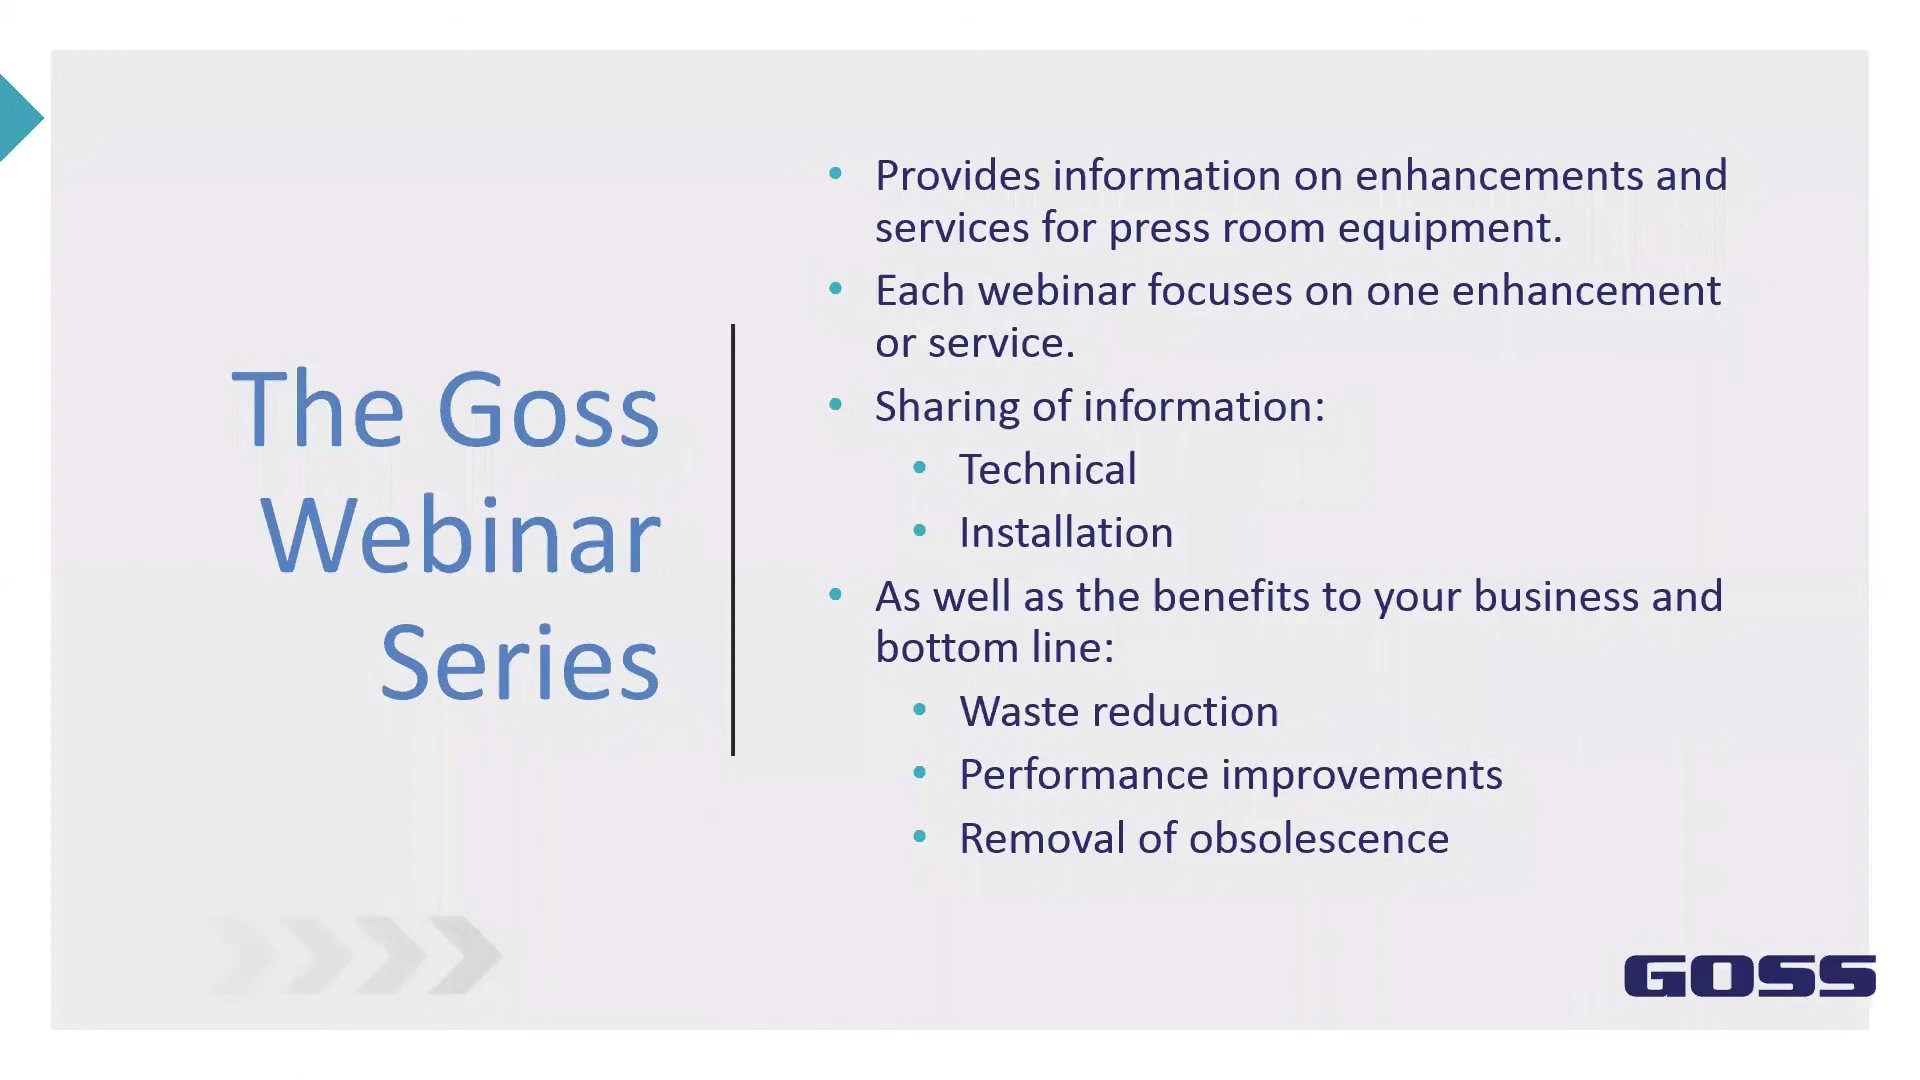 The Goss
Webinar
Series
• Provides information on enhancements and
services for press room equipment.
• Each webinar focuses on one enhancement
or service.
• Sharing of information:
• Technical
• Installation
• As well as the benefits to your business and
bottom line:
• Waste reduction
• Performance improvements
• Removal of obsolescence
GOSS